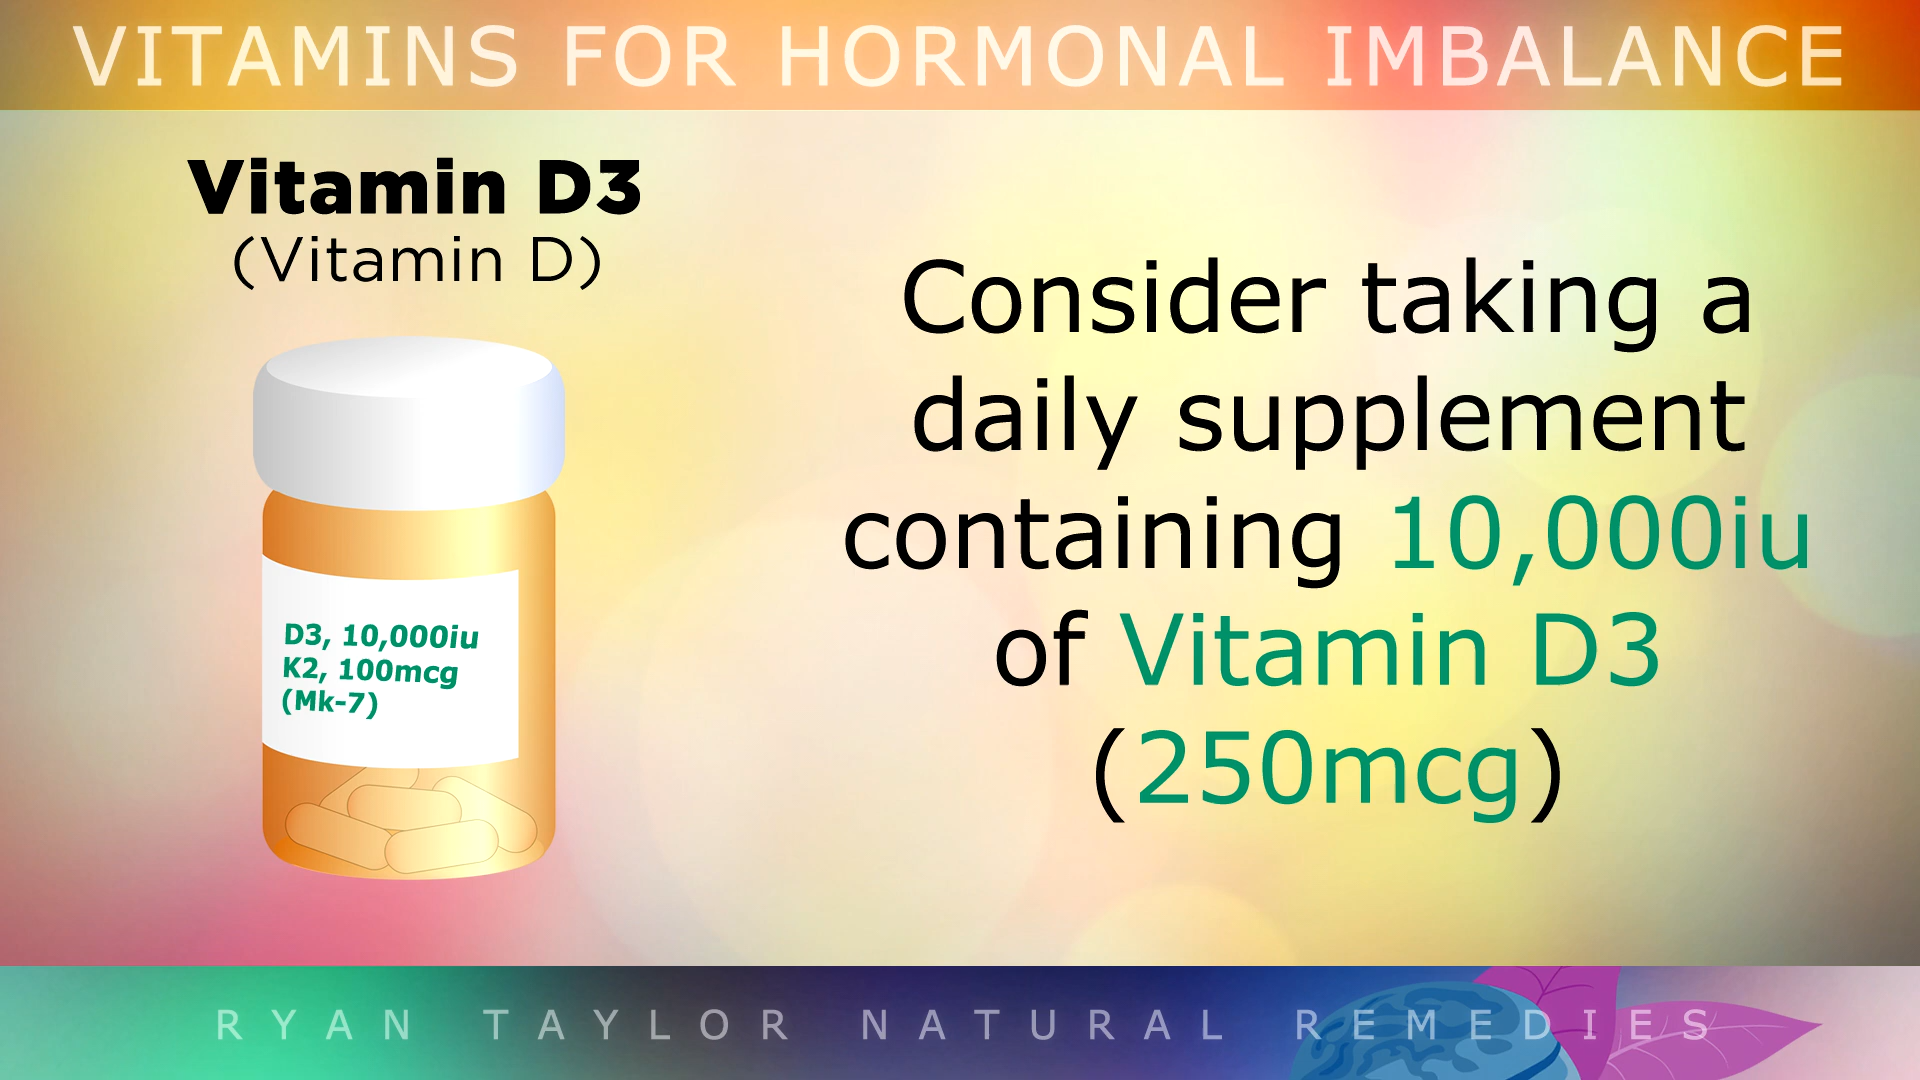 VITAMINS FOR HORMONAL IMBALANCE
Vitamin D3
(Vitamin D)
D3, 10,000iu
K2, 100mcg
(Mk-7)
Consider taking a
daily supplement
containing 10,000iu
of Vitamin D3
(250mcg)
RYAN TAYLOR NATURAL REMEDIES